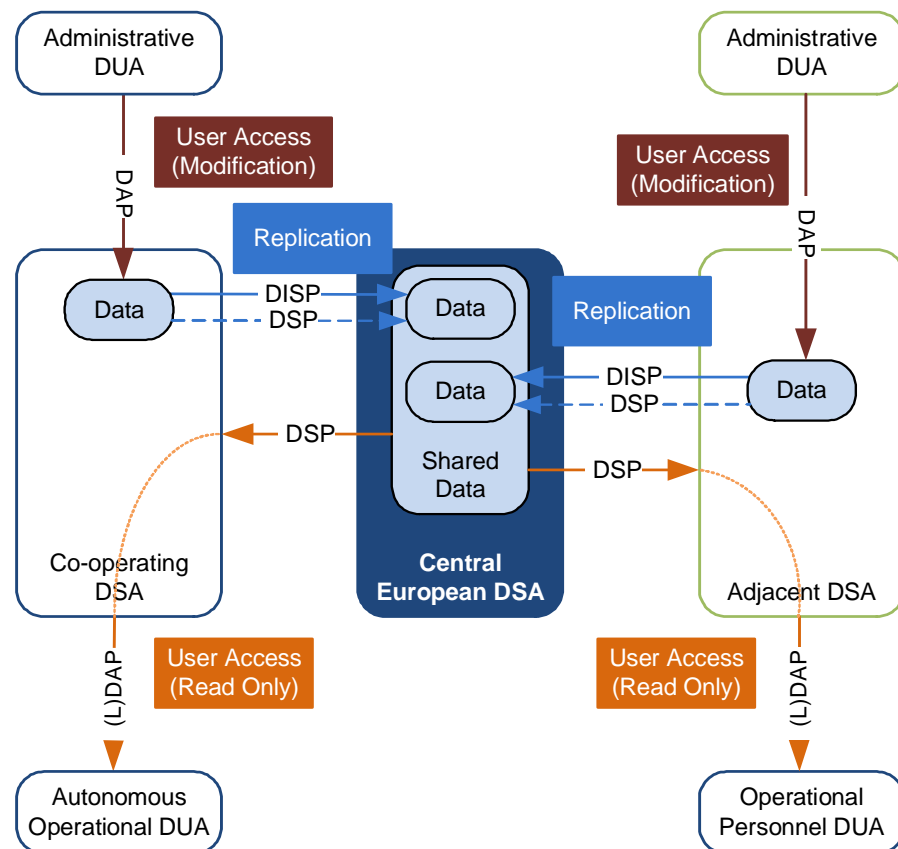 Administrative
DUA
Administrative
DUA
User Access
(Modification)
User Access
(Modification)
DAP
DAP
Replication
Replication
Data
DISP
DSP
Data
Data
DISP
DSP
Data
DSP
Shared
Data
DSP
Co-operating
DSA
Central
European DSA
Adjacent DSA
User Access
(Read Only)
User Access
(Read Only)
(L)DAP
(L)DAP
Autonomous
Operational DUA
Operational
Personnel DUA